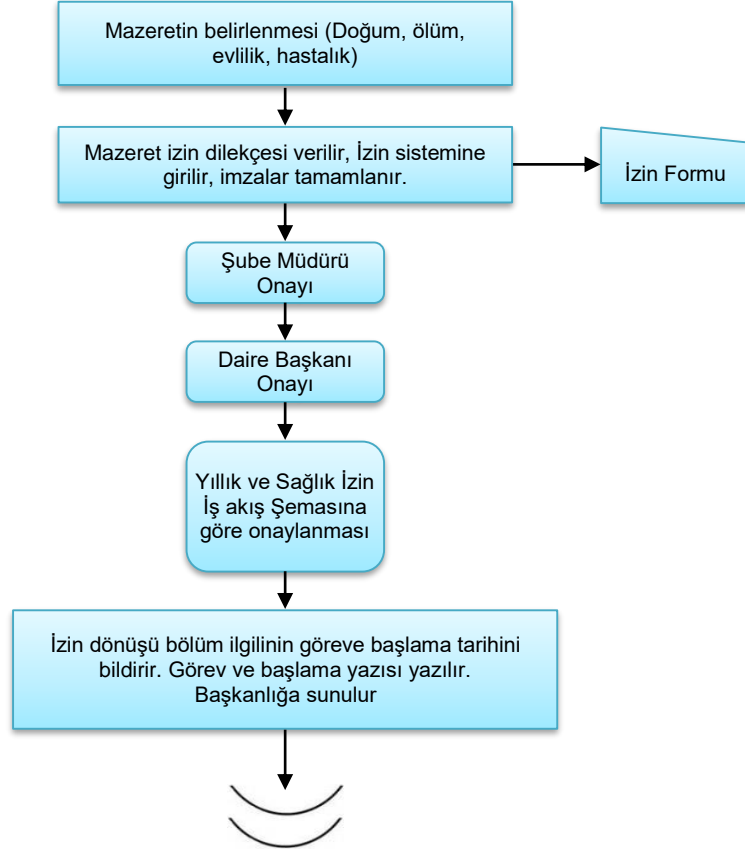 Mazeretin belirlenmesi (Doğum, ölüm,
evlilik, hastalık)
Mazeret izin dilekçesi verilir, İzin sistemine
girilir, imzalar tamamlanır.
İzin Formu
Şube Müdürü
Onayı
Daire Başkanı
Onayı
Yıllık ve Sağlık İzin
İş akış Şemasına
göre onaylanması
İzin dönüşü bölüm ilgilinin göreve başlama tarihini
bildirir. Görev ve başlama yazısı yazılır.
Başkanlığa sunulur